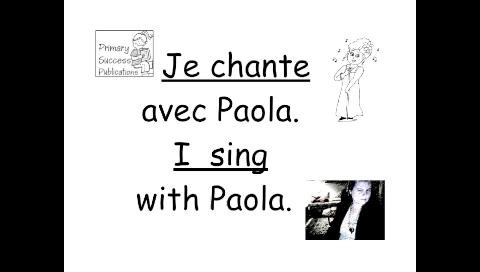 Primary
Success
Publications
Je chante
avec Paola.
I sing
with Paola.